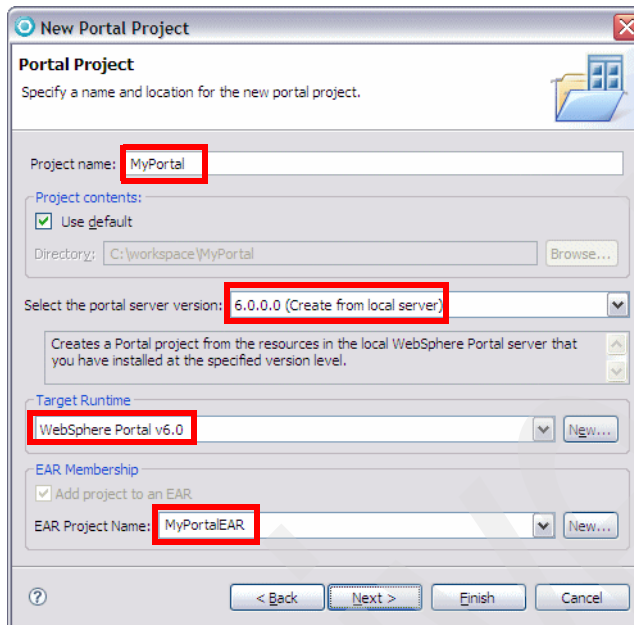 New Portal Project
Portal Project
Specify a name and location for the new portal project.
Project name: MyPortal
Project contents:
Use default
Directory: C:\workspace\MyPortal Browse...
Select the portal server version: 6.0.0.0 (Create from local server)
Creates a Portal project from the resources in the local WebSphere Portal server that
you have installed at the specified version level.
Target Runtime
WebSphere Portal v6.0 New...
EAR Membership
Add project to an EAR
EAR Project Name: MyPortalEAR New...
? < Back Next > Finish Cancel